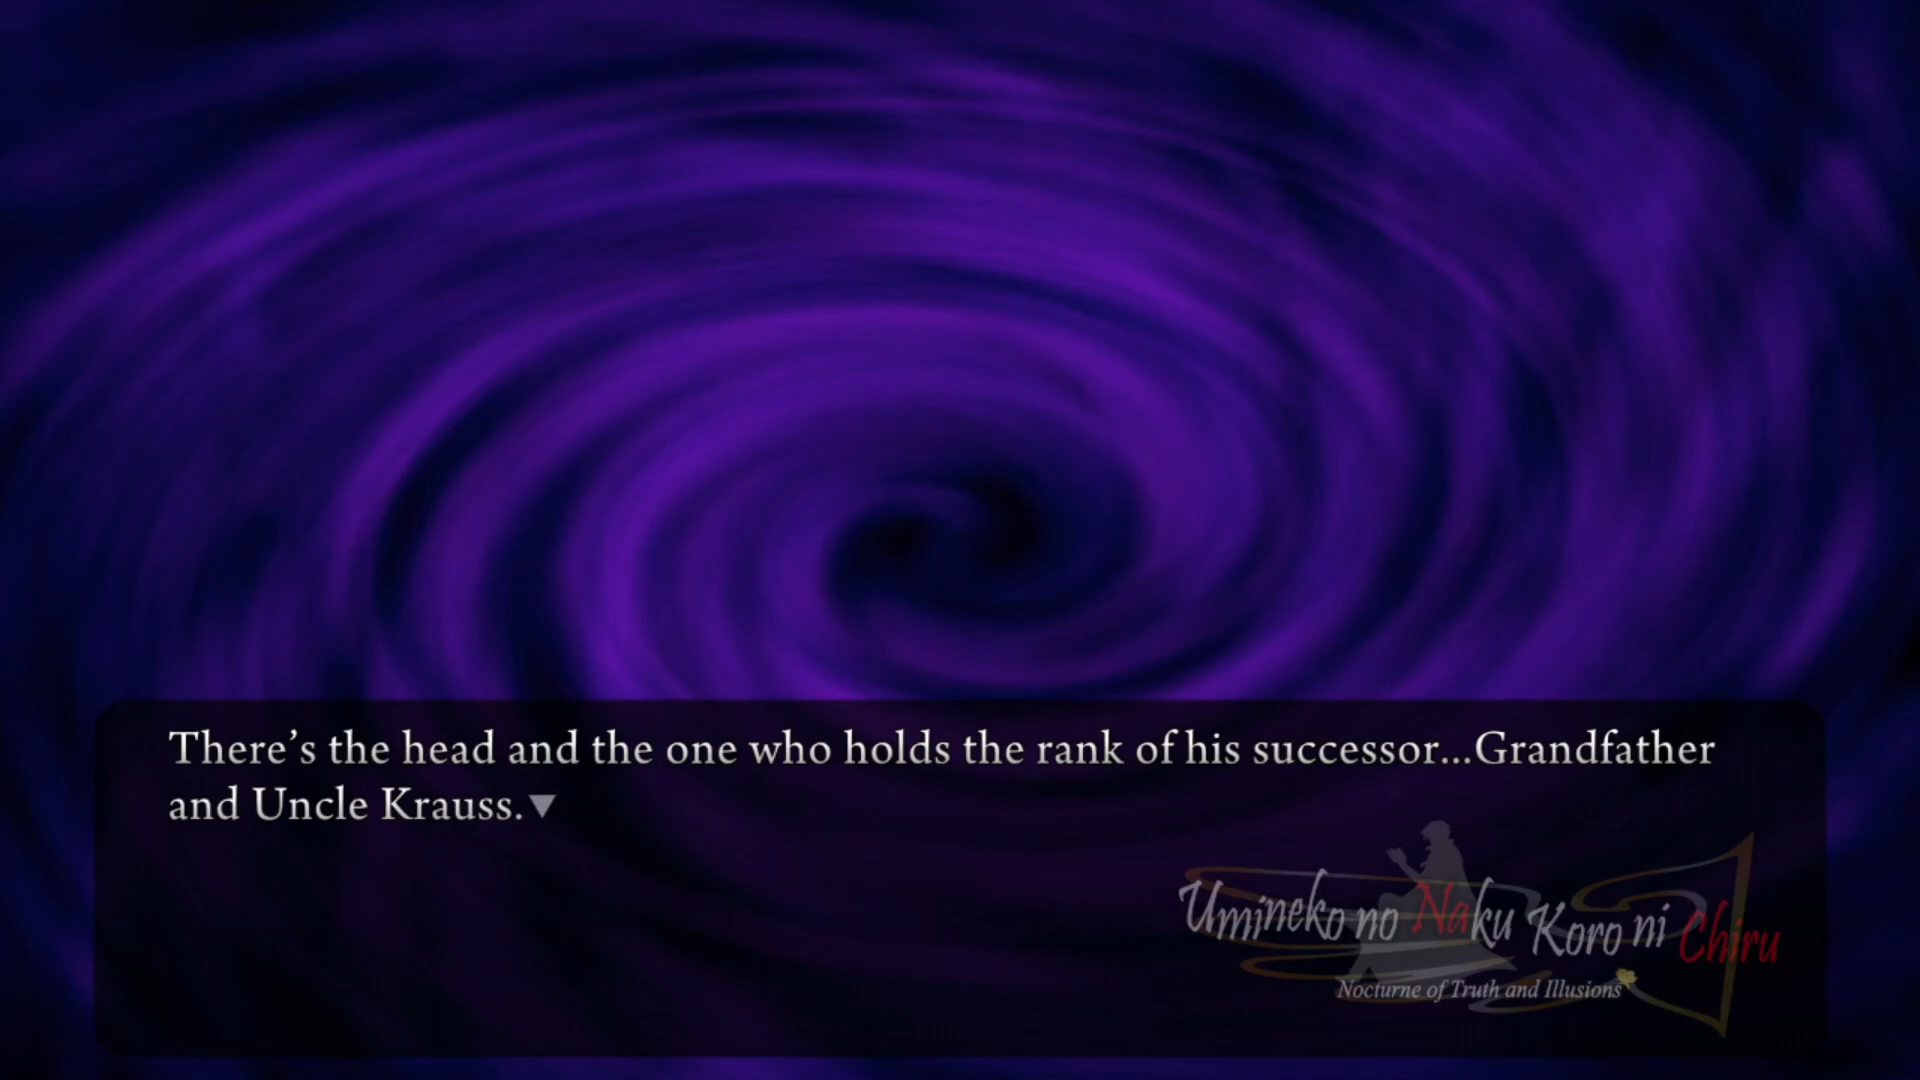 There’s the head and the one who holds the rank of his successor...Grandfather
and Uncle Krauss.
Umineko no Naku Koro ni Chiru
Nocturne of Truth and Illusions